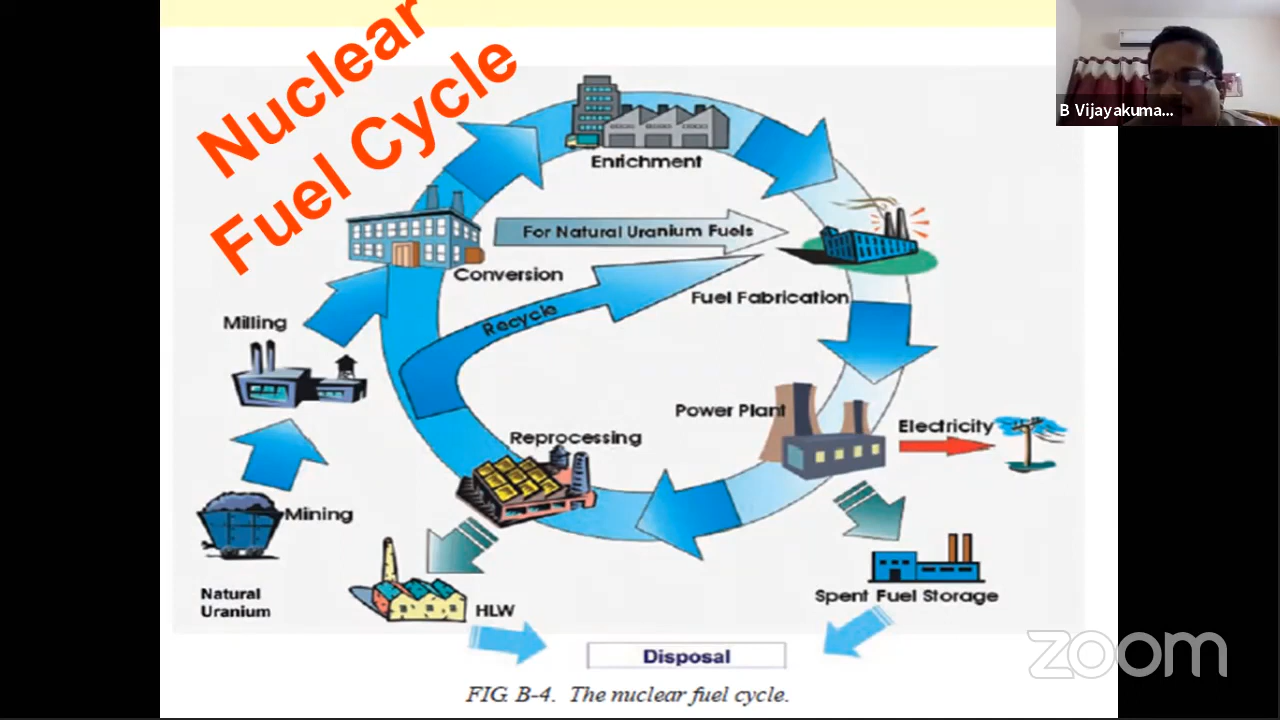 Nuclear
Fuel Cycle
B Vijayakuma...
Enrichment
For Natural Uranium Fuels
Conversion
Fuel Fabrication
Recycle
Milling
Power Plant
Electricity
Reprocessing
Mining
Natural
Uranium
Spent Fuel Storage
HLW
Disposal
zoom
FIG. B-4. The nuclear fuel cycle.